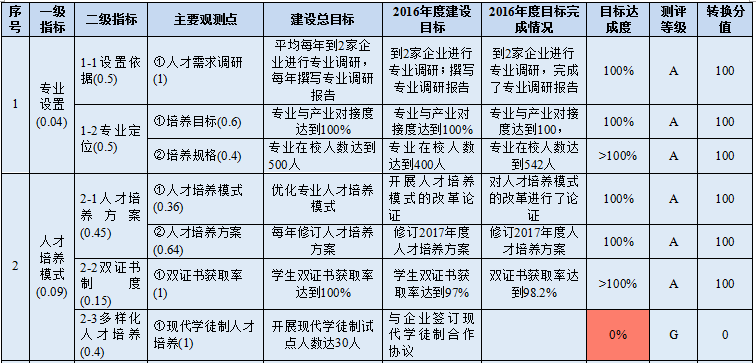 序号 一级指标 二级指标 主要观测点 建设总目标 2016年度建设目标 2016年度目标完成情况 目标达成度 测评等级 转换分值
1 专业设置(0.04) 1-1设置依据(0.5) ①人才需求调研(1) 平均每年到2家企业进行专业调研，每年撰写专业调研报告 到2家企业进行专业调研；撰写专业调研报告 到2家企业进行专业调研，完成了专业调研报告 100% A 100
1-2专业定位(0.5) ①培养目标(0.6) 专业与产业对接度达到100% 专业与产业对接度达到100% 专业与产业对接度达到100， 100% A 100
②培养规格(0.4) 专业在校人数达到500人 专业在校人数达到400人 专业在校人数达到542人 >100% A 100
2 人才培养模式(0.09) 2-1人才培养方案(0.45) ①人才培养模式(0.36) 优化专业人才培养模式 开展人才培养模式的改革论证 对人才培养模式的改革进行了论证 100% A 100
②人才培养方案(0.64) 每年修订人才培养方案 修订2017年度人才培养方案 修订2017年度人才培养方案 100% A 100
2-2双证书制度(0.15) ①双证书获取率(1) 学生双证书获取率达到100% 学生双证书获取率达到97% 双证书获取率达到98.2% >100% A 100
2-3多样化人才培养(0.4) ①现代学徒制人才培养(1) 开展现代学徒制试点人数达30人 与企业签订现代学徒制合作协议 0% G 0